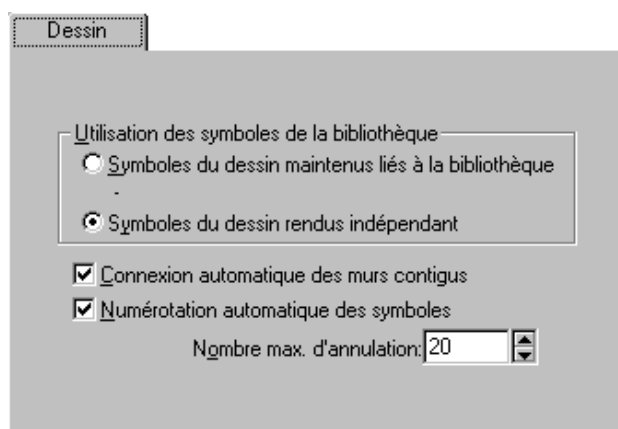 Dessin
Utilisation des symboles de la bibliothèque
Symboles du dessin maintenus liés à la bibliothèque
-
Symboles du dessin rendus indépendant
Connexion automatique des murs contigus
Numérotation automatique des symboles
Nombre max. d'annulation: 20